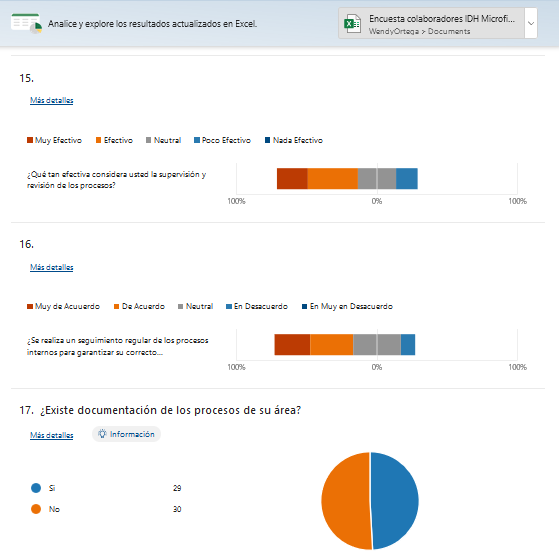 Analice y explore los resultados actualizados en Excel.
Encuesta colaboradores IDH Microfi...
WendyOrtega > Documents
15.
Más detalles
Muy Efectivo Efectivo Neutral Poco Efectivo Nada Efectivo
¿Qué tan efectiva considera usted la supervisión y
revisión de los procesos?
100% 0% 100%
16.
Más detalles
Muy de Acuuerdo De Acuerdo Neutral En Desacuerdo En Muy en Desacuerdo
¿Se realiza un seguimiento regular de los procesos
internos para garantizar su correcto...
100% 0% 100%
17. ¿Existe documentación de los procesos de su área?
Más detalles Información
Si 29
No 30